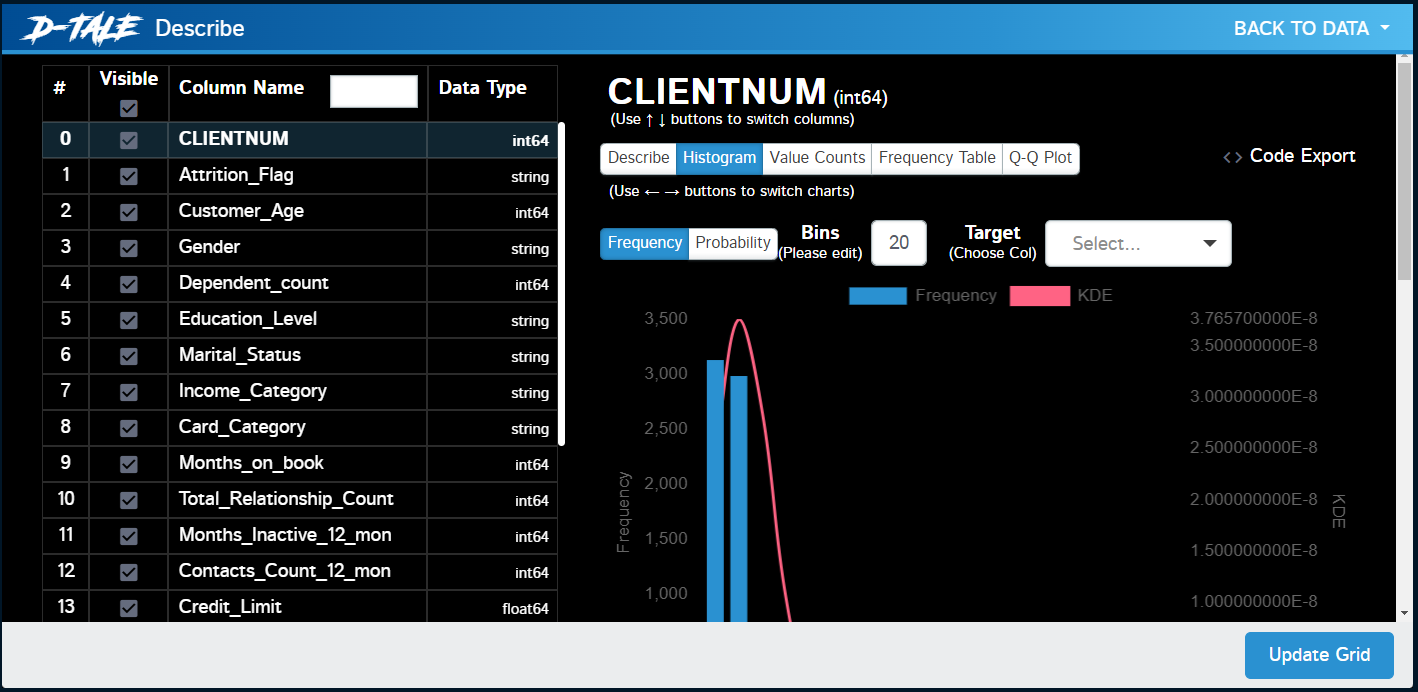 D-TALE Describe
BACK TO DATA
# Visible Column Name Data Type
0 CLIENTNUM int64
1 Attrition_Flag string
2 Customer_Age int64
3 Gender string
4 Dependent_count int64
5 Education_Level string
6 Marital_Status string
7 Income_Category string
8 Card_Category string
9 Months_on_book int64
10 Total_Relationship_Count int64
11 Months_Inactive_12_mon int64
12 Contacts_Count_12_mon int64
13 Credit_Limit float64
CLIENTNUM (int64)
(Use ↑ ↓ buttons to switch columns)
Describe Histogram Value Counts Frequency Table Q-Q Plot
<> Code Export
(Use ← → buttons to switch charts)
Frequency Probability
Bins
(Please edit)
20
Target
(Choose Col)
Select...
Frequency KDE
3,500
3,000
2,500
2,000
1,500
1,000
Frequency
3.765700000E-8
3.500000000E-8
3.000000000E-8
2.500000000E-8
2.000000000E-8
1.500000000E-8
1.000000000E-8
KDE
Update Grid